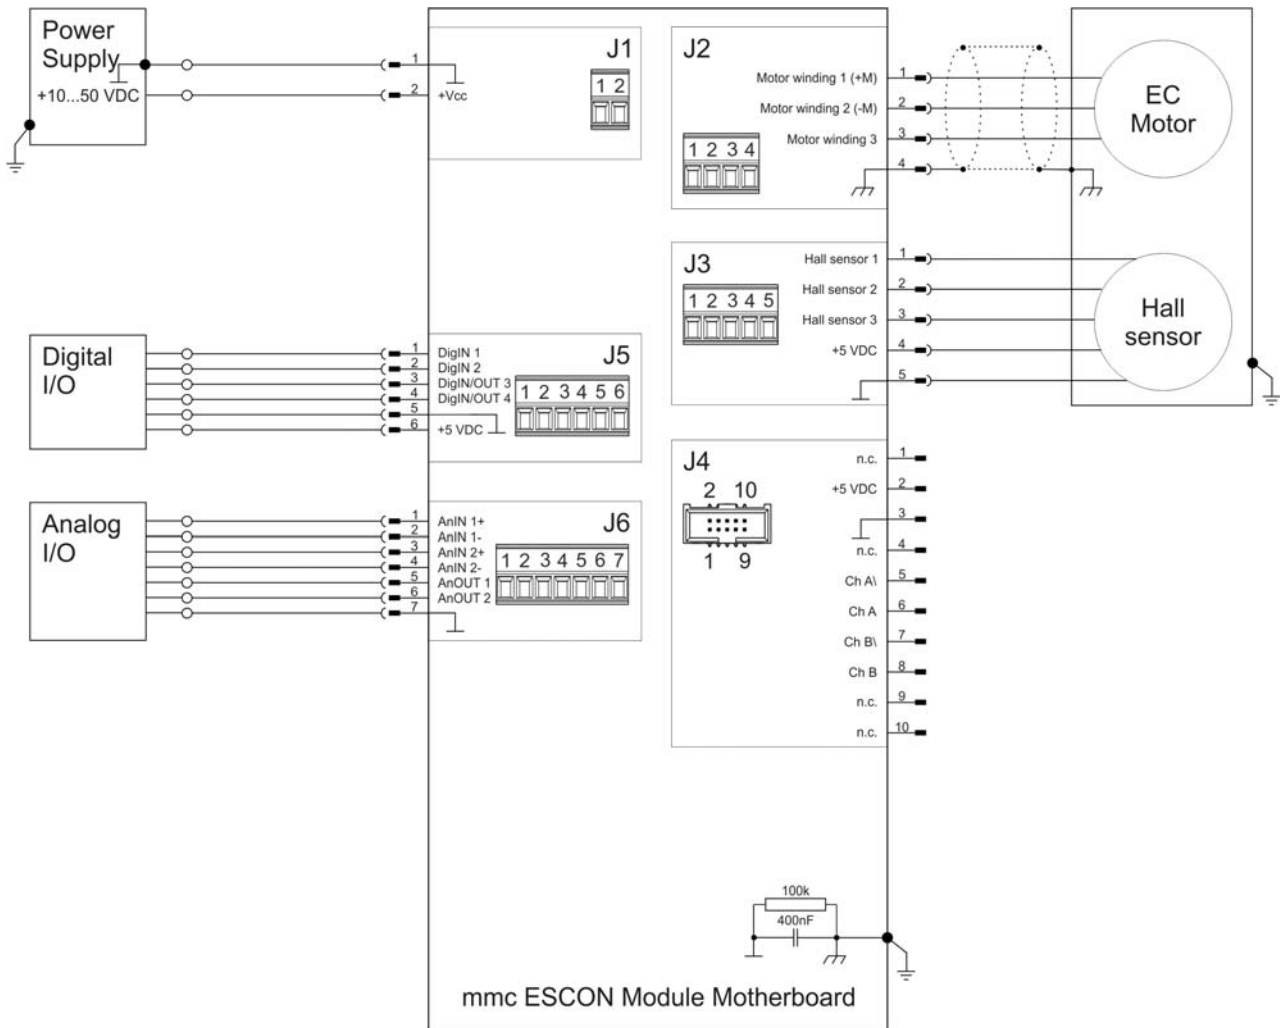 Power
Supply
+10...50 VDC
1
2
+Vcc
J1
1 2
J2
Motor winding 1 (+M)
Motor winding 2 (-M)
Motor winding 3
1 2 3 4
1
2
3
4
EC
Motor
J3
Hall sensor 1
Hall sensor 2
Hall sensor 3
+5 VDC
1 2 3 4 5
1
2
3
4
5
Hall
sensor
Digital
I/O
1
2
3
4
5
6
DigIN 1
DigIN 2
DigIN/OUT 3
DigIN/OUT 4
+5 VDC
J5
1 2 3 4 5 6
J4
2 10
1 9
n.c.
+5 VDC
n.c.
Ch A\
Ch A
Ch B\
Ch B
n.c.
n.c.
1
2
3
4
5
6
7
8
9
10
Analog
I/O
1
2
3
4
5
6
7
AnIN 1+
AnIN 1-
AnIN 2+
AnIN 2-
AnOUT 1
AnOUT 2
J6
1 2 3 4 5 6 7
100k
400nF
mmc ESCON Module Motherboard